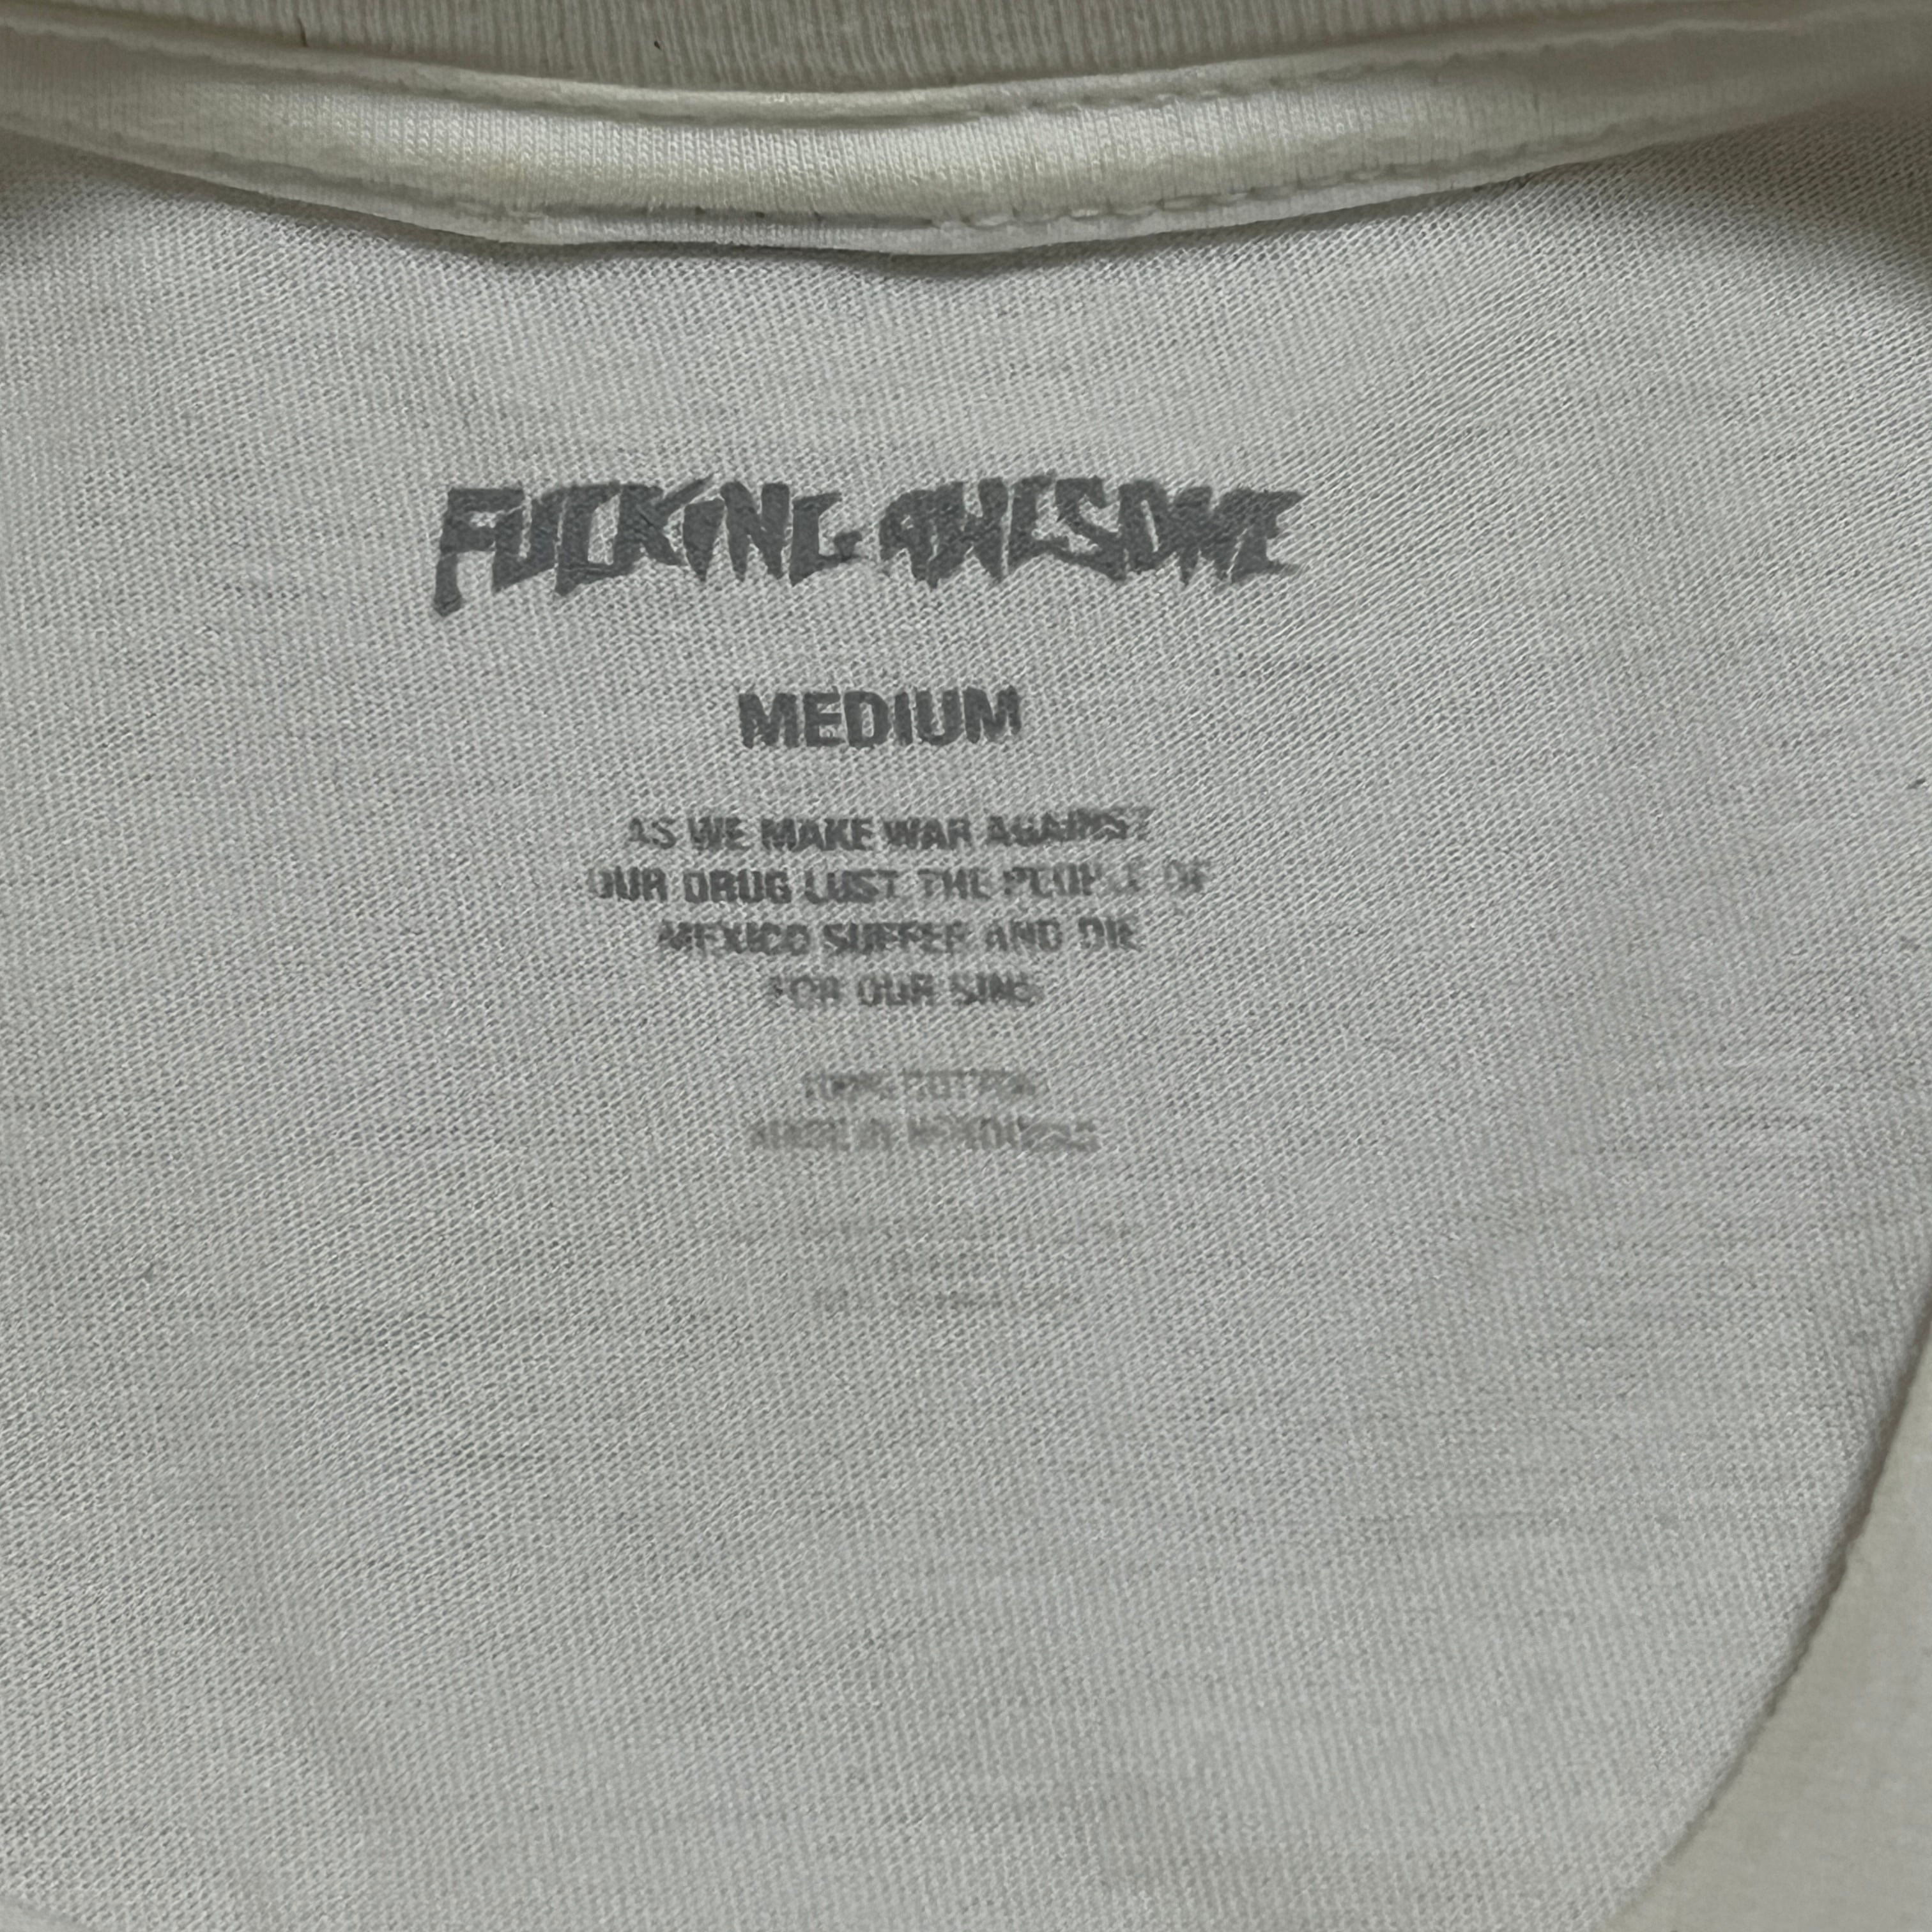 FUCKING AWESOME
MEDIUM
AS WE MAKE WAR AGAINST
OUR DRUG LUST THE PEOPLE OF
MEXICO SUFFER AND DIE
FOR OUR SINS
100% COTTON
MADE IN HONDURAS